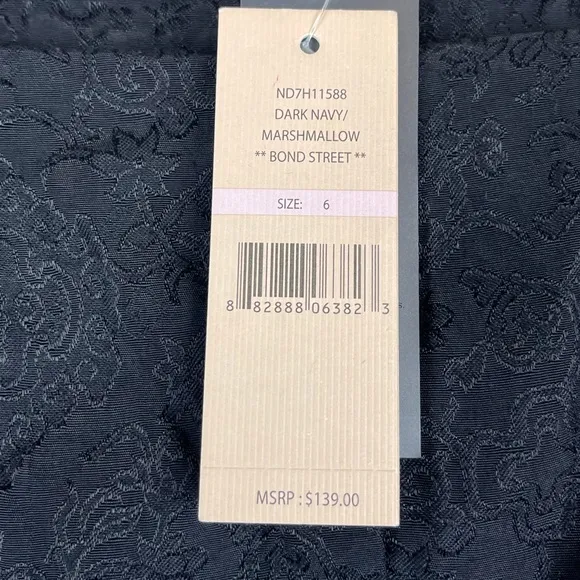 ND7H11588
DARK NAVY/
MARSHMALLOW
** BOND STREET **
SIZE: 6
8 82888 06382 3
MSRP : $139.00